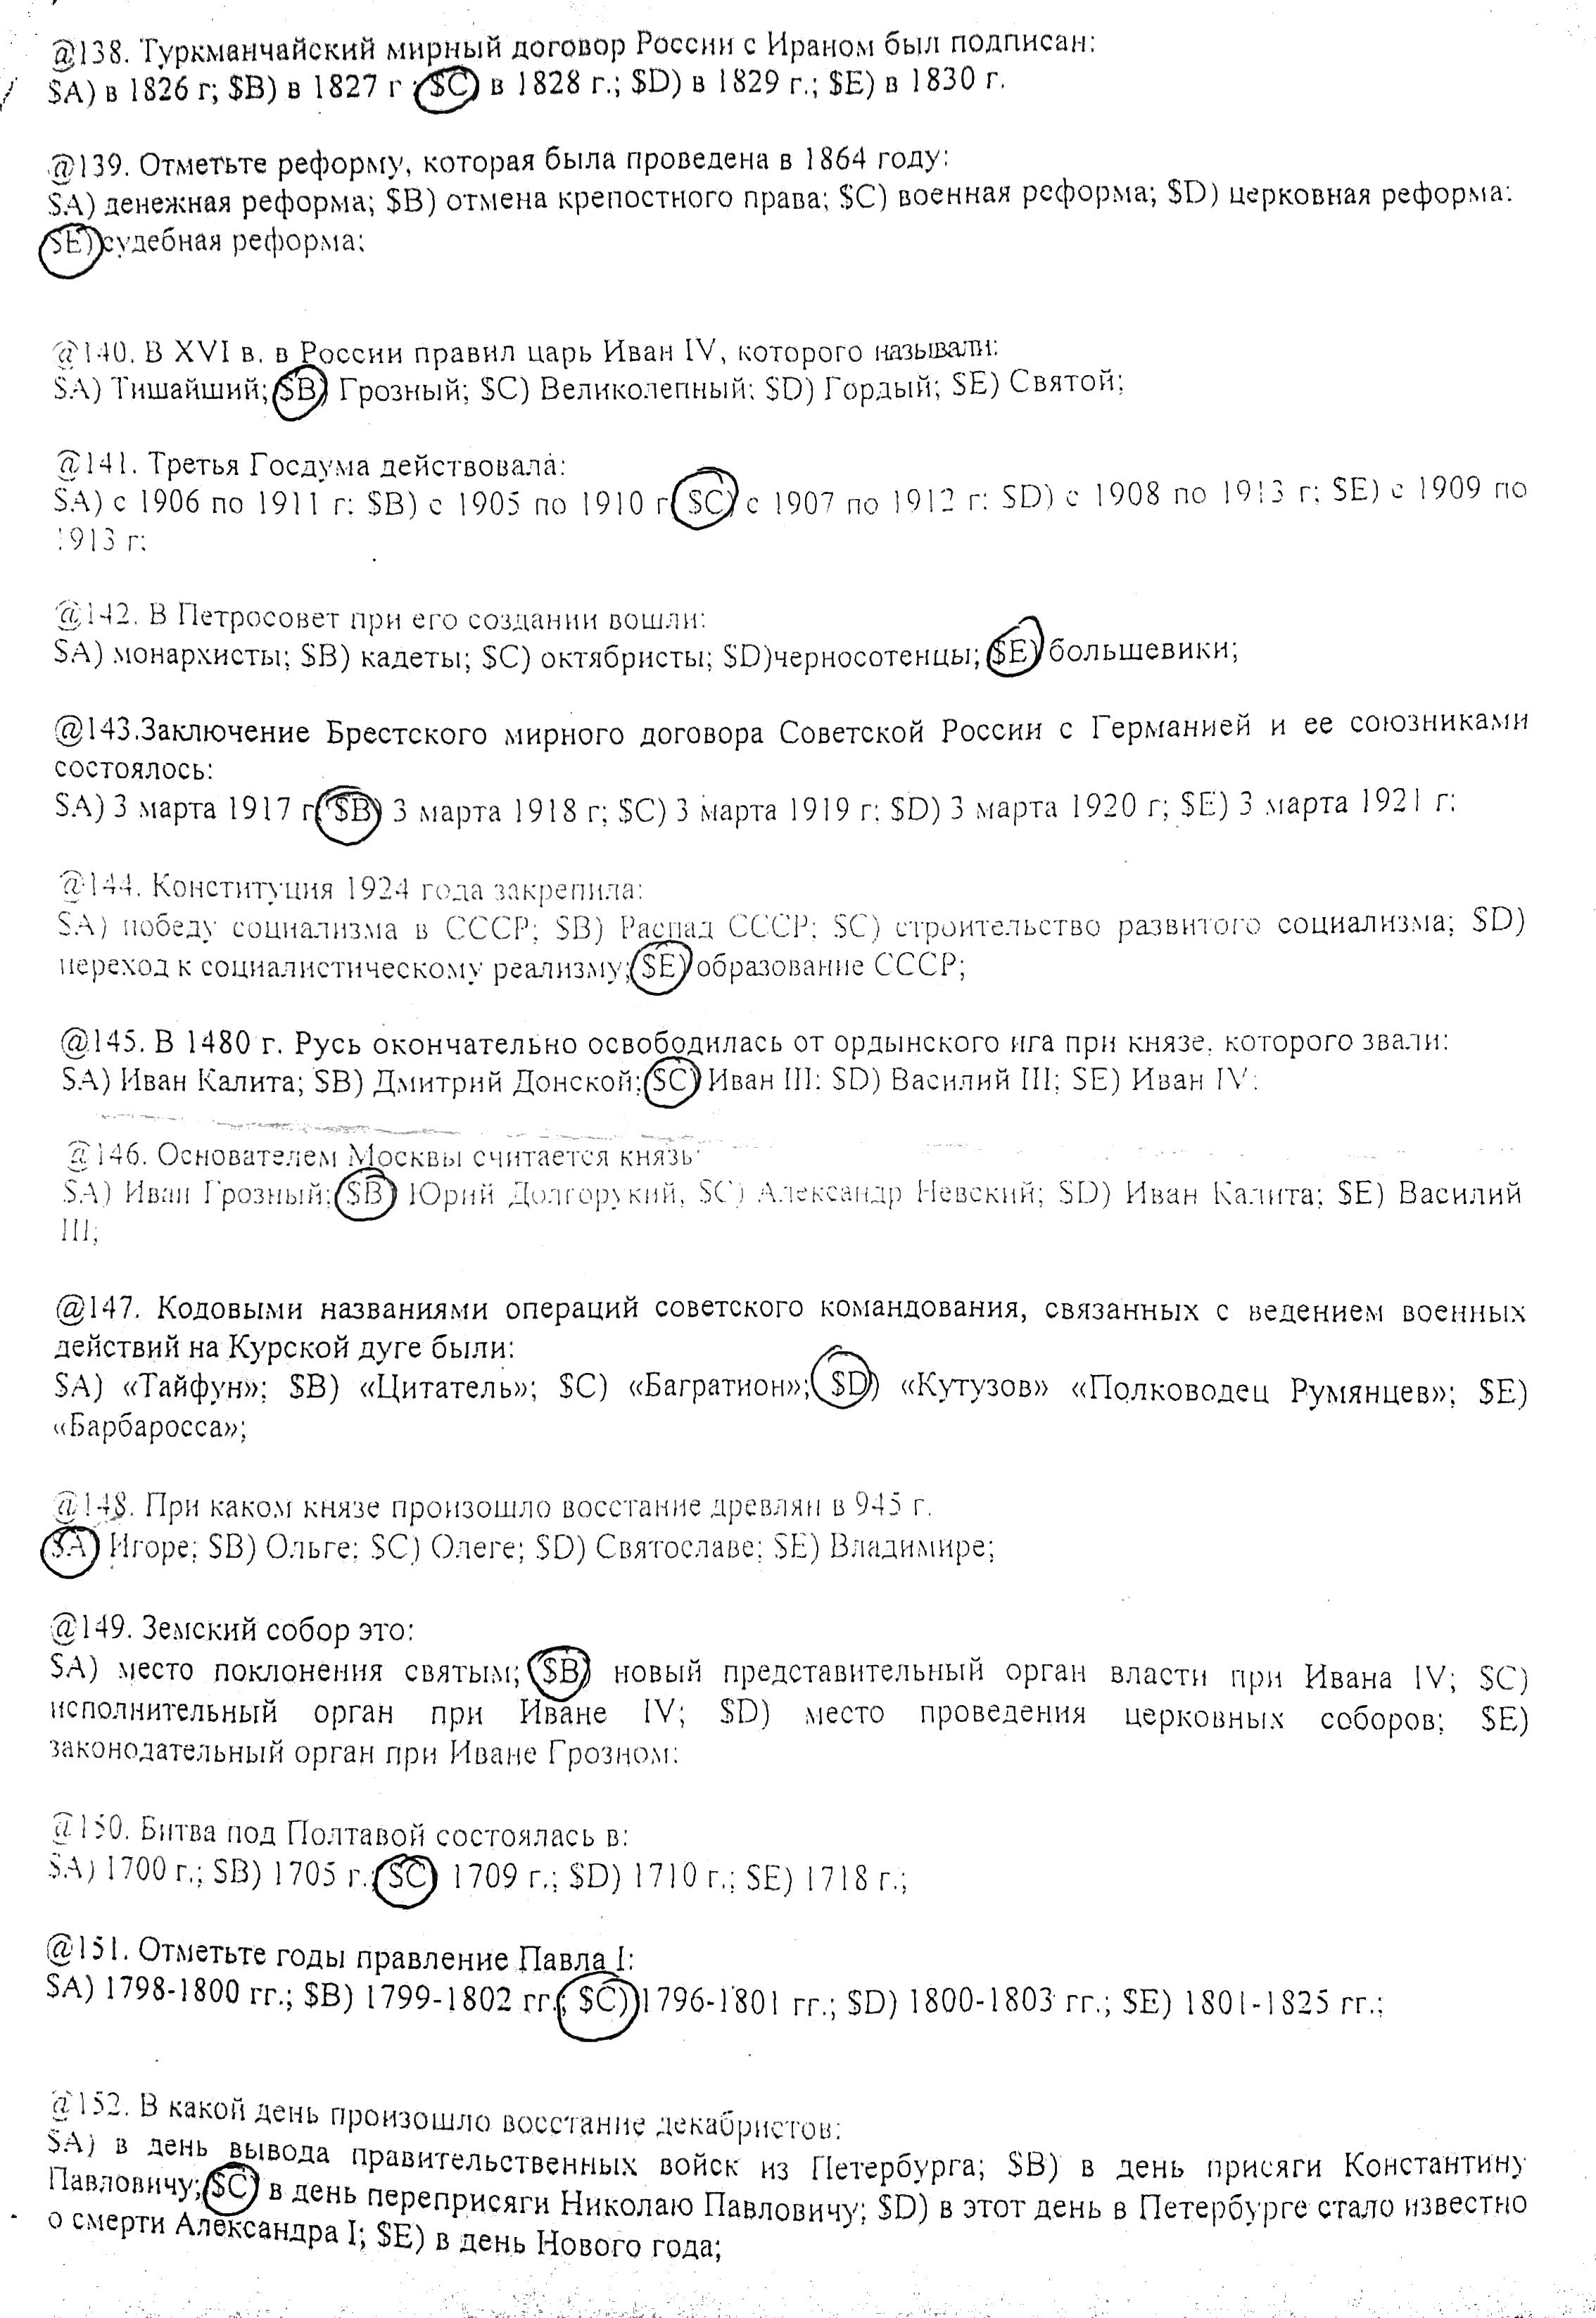 @138. Туркманчайский мирный договор России с Ираном был подписан:
$A) в 1826 г; $B) в 1827 г $C) в 1828 г.; $D) в 1829 г.; $E) в 1830 г.
@139. Отметьте реформу, которая была проведена в 1864 году:
$A) денежная реформа; $B) отмена крепостного права; $C) военная реформа; $D) церковная реформа:
$E) судебная реформа;
@140. В XVI в. в России правил царь Иван IV, которого называли:
$A) Тишайший; $B) Грозный; $C) Великолепный; $D) Гордый; $E) Святой;
@141. Третья Госдума действовала:
$A) с 1906 по 1911 г: $B) с 1905 по 1910 г $C) с 1907 по 1912 г: $D) с 1908 по 1913 г; $E) с 1909 по
1913 г:
@142. В Петросовет при его создании вошли:
$A) монархисты; $B) кадеты; $C) октябристы; $D)черносотенцы; $E) большевики;
@143.Заключение Брестского мирного договора Советской России с Германией и ее союзниками
состоялось:
$A) 3 марта 1917 г $B) 3 марта 1918 г; $C) 3 марта 1919 г: $D) 3 марта 1920 г; $E) 3 марта 1921 г:
@144. Конституция 1924 года закрепила:
$A) победу социализма в СССР; $B) Распад СССР; $C) строительство развитого социализма; $D)
переход к социалистическому реализму; $E) образование СССР;
@145. В 1480 г. Русь окончательно освободилась от ордынского ига при князе, которого звали:
$A) Иван Калита; $B) Дмитрий Донской; $C) Иван III: $D) Василий III; $E) Иван IV:
@146. Основателем Москвы считается князь:
$A) Иван Грозный; $B) Юрий Долгорукий, $C) Александр Невский; $D) Иван Калита; $E) Василий
III;
@147. Кодовыми названиями операций советского командования, связанных с ведением военных
действий на Курской дуге были:
$A) «Тайфун»; $B) «Цитатель»; $C) «Багратион»; $D) «Кутузов» «Полководец Румянцев»; $E)
«Барбаросса»;
@148. При каком князе произошло восстание древлян в 945 г.
$A) Игоре; $B) Ольге; $C) Олеге; $D) Святославе; $E) Владимире;
@149. Земский собор это:
$A) место поклонения святым; $B) новый представительный орган власти при Ивана IV; $C)
исполнительный орган при Иване IV; $D) место проведения церковных соборов; $E)
законодательный орган при Иване Грозном:
@150. Битва под Полтавой состоялась в:
$A) 1700 г.; $B) 1705 г.; $C) 1709 г.; $D) 1710 г.; $E) 1718 г.;
@151. Отметьте годы правление Павла I:
$A) 1798-1800 гг.; $B) 1799-1802 гг.; $C) 1796-1801 гг.; $D) 1800-1803 гг.; $E) 1801-1825 гг.;
@152. В какой день произошло восстание декабристов:
$A) в день вывода правительственных войск из Петербурга; $B) в день присяги Константину
Павловичу; $C) в день переприсяги Николаю Павловичу; $D) в этот день в Петербурге стало известно
о смерти Александра I; $E) в день Нового года;